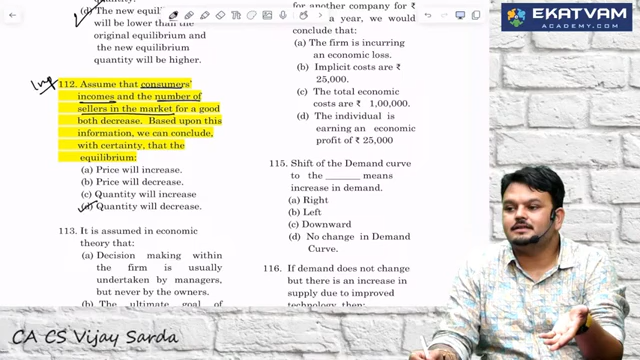 quantity.
(d) The new equili
will be lower than the
original equilibrium and
the new equilibrium
quantity will be higher.
Imp
112. Assume that consumers'
incomes and the number of
sellers in the market for a good
both decrease. Based upon this
information, we can conclude,
with certainty, that the
equilibrium:
(a) Price will increase.
(b) Price will decrease.
(c) Quantity will increase
(d) Quantity will decrease.
113. It is assumed in economic
theory that:
(a) Decision making within
the firm is usually
undertaken by managers,
but never by the owners.
(b) The ultimate goal of
for another company for ₹
a year, we would
conclude that:
(a) The firm is incurring
an economic loss.
(b) Implicit costs are ₹
25,000.
(c) The total economic
costs are ₹ 1,00,000.
(d) The individual is
earning an economic
profit of ₹ 25,000
115. Shift of the Demand curve
to the _______ means
increase in demand.
(a) Right
(b) Left
(c) Downward
(d) No change in Demand
Curve.
116. If demand does not change
but there is an increase in
supply due to improved
technology, then:
EKATVAM
ACADEMY.COM
CA CS Vijay Sarda